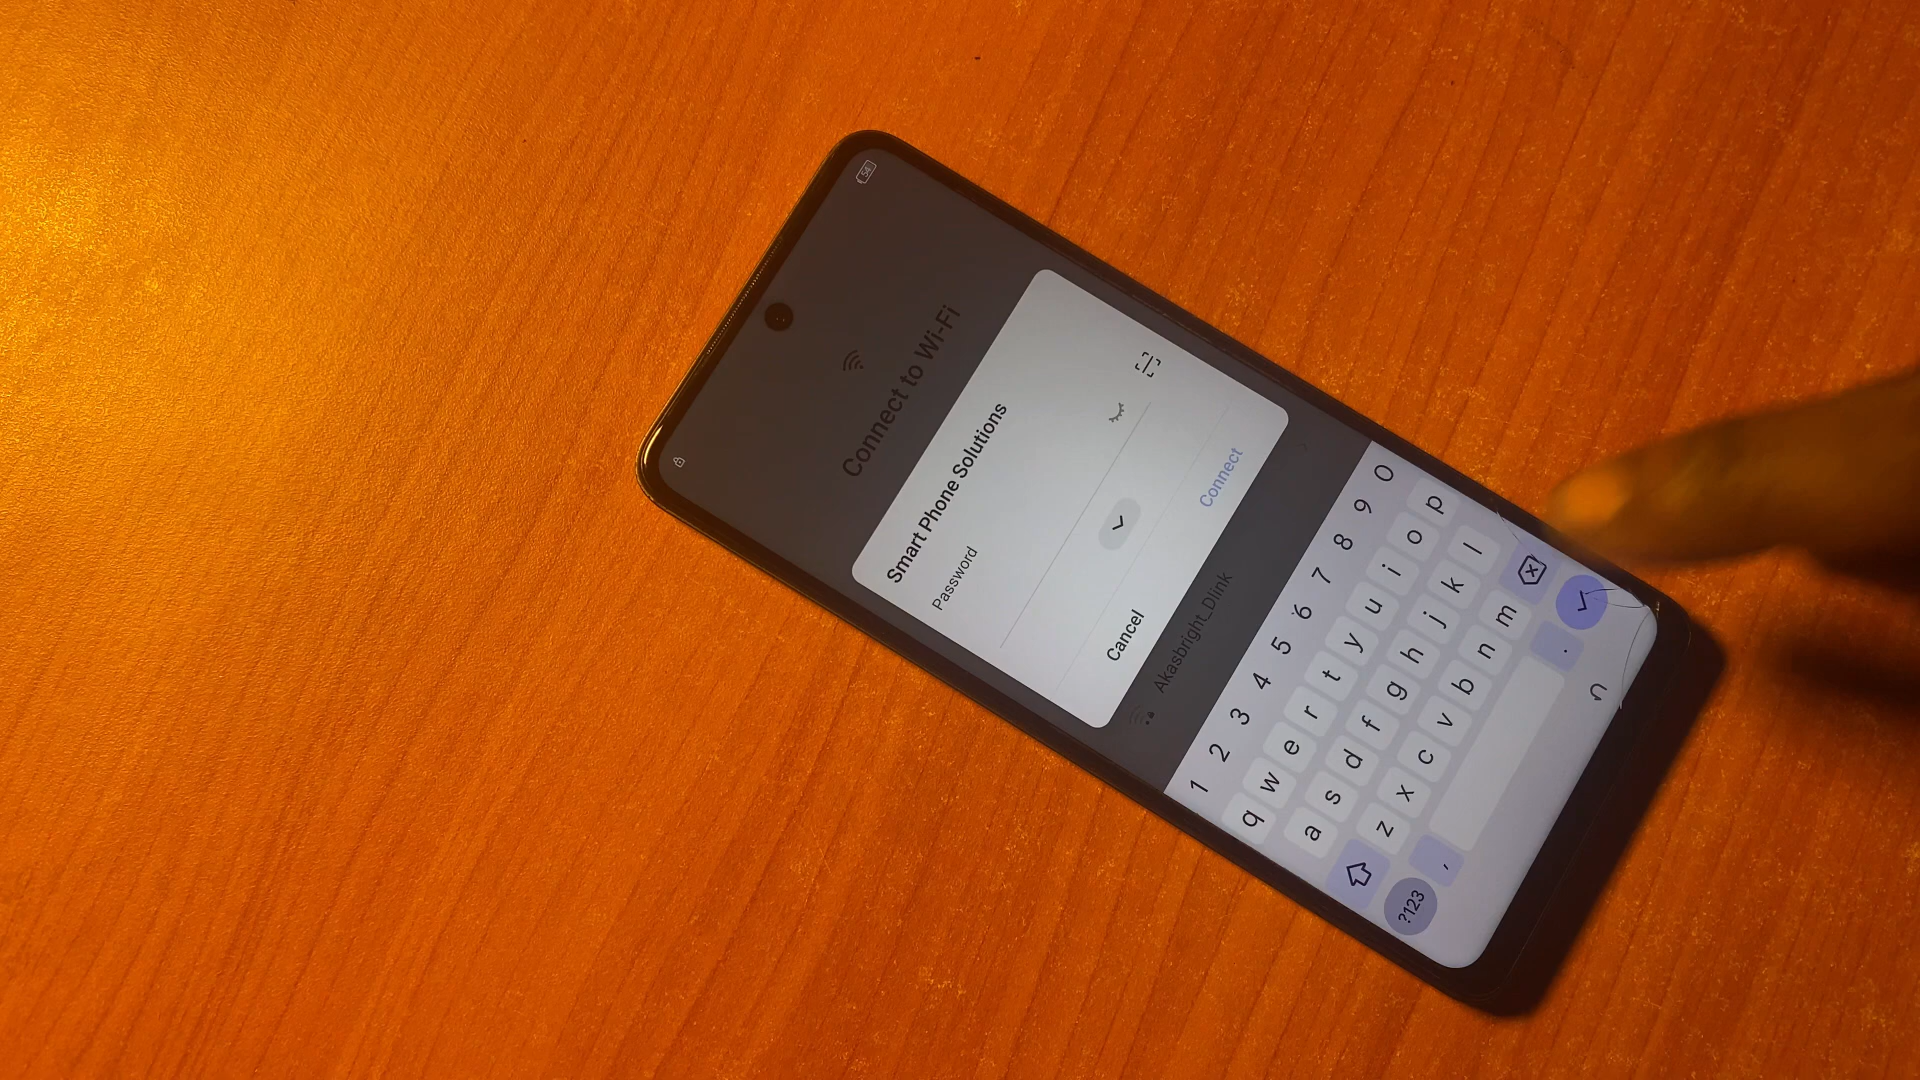 54
Connect to Wi-Fi
Smart Phone Solutions
Password
Cancel
Connect
Akasbright_Dlink
1 2 3 4 5 6 7 8 9 0
q w e r t y u i o p
a s d f g h j k l
z x c v b n m
?123 , .